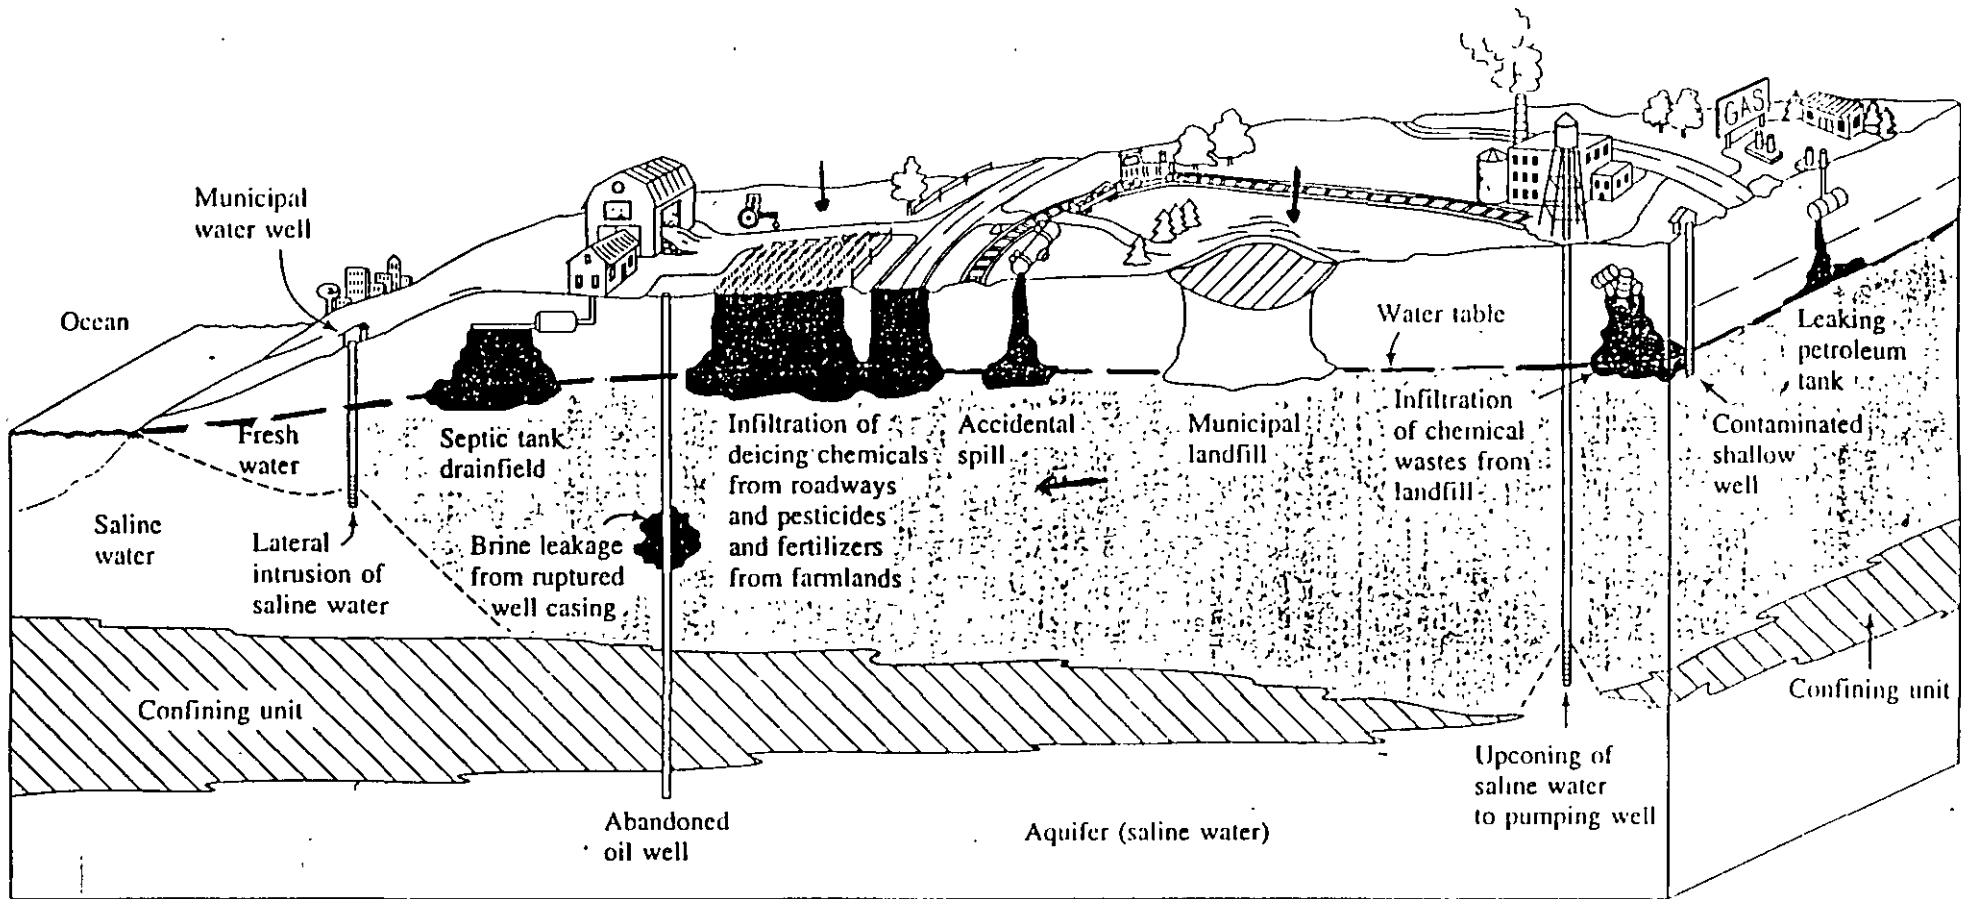 GAS
Municipal
water well
Ocean
Water table
Leaking
petroleum
tank
Fresh
water
Septic tank
drainfield
Infiltration of
deicing chemicals
from roadways
and pesticides
and fertilizers
from farmlands
Accidental
spill
Municipal
landfill
Infiltration
of chemical
wastes from
landfill
Contaminated
shallow
well
Saline
water
Lateral
intrusion of
saline water
Brine leakage
from ruptured
well casing
Confining unit
Confining unit
Upconing of
saline water
to pumping well
Abandoned
oil well
Aquifer (saline water)